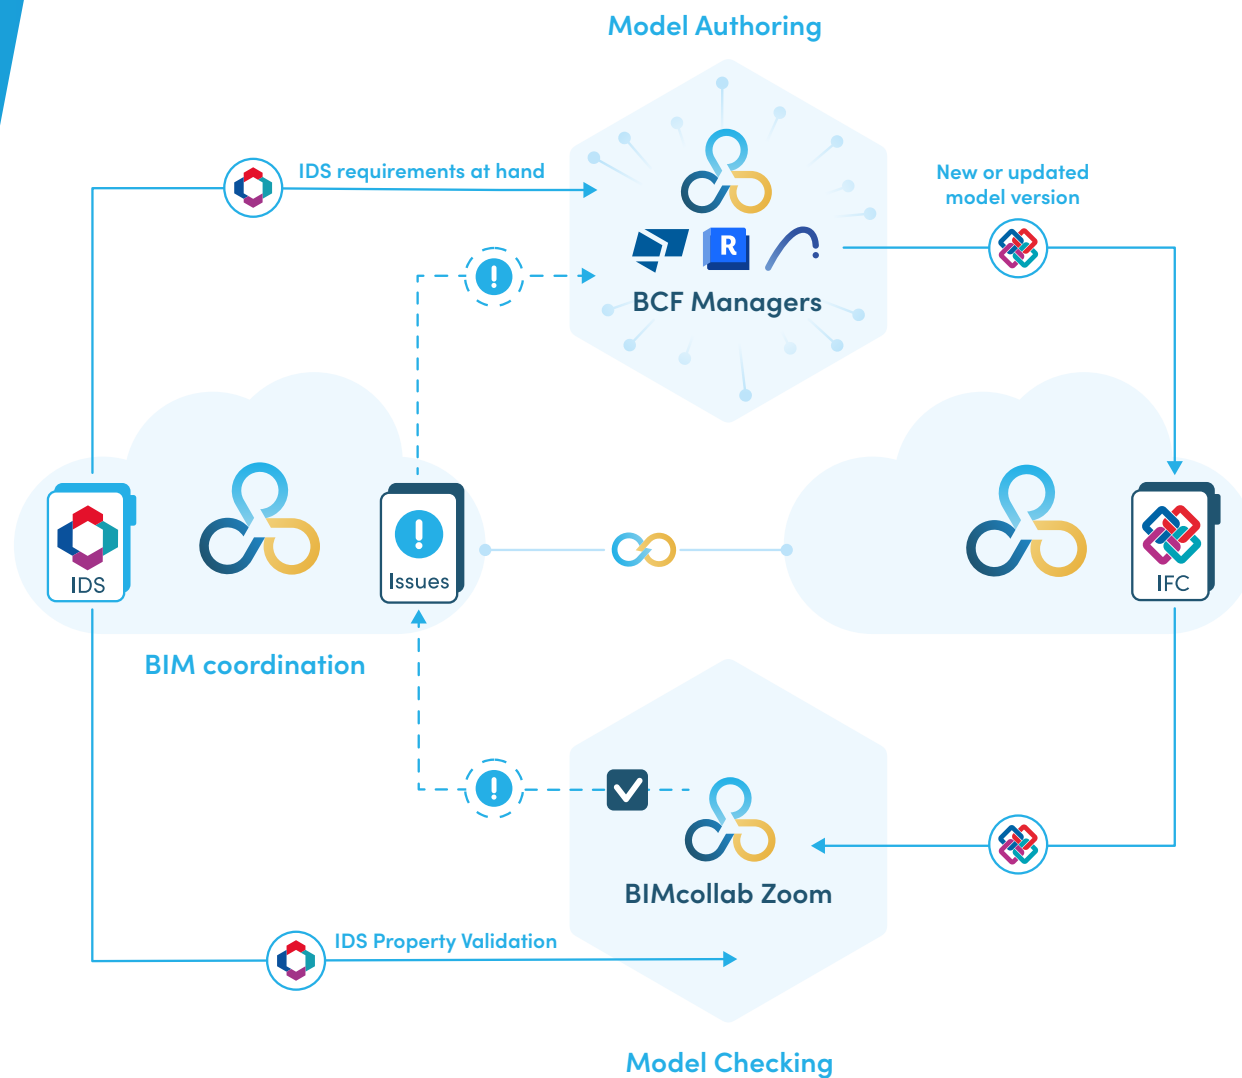 Model Authoring
IDS requirements at hand
New or updated
model version
R
BCF Managers
IDS
Issues
IFC
BIM coordination
BIMcollab Zoom
IDS Property Validation
Model Checking